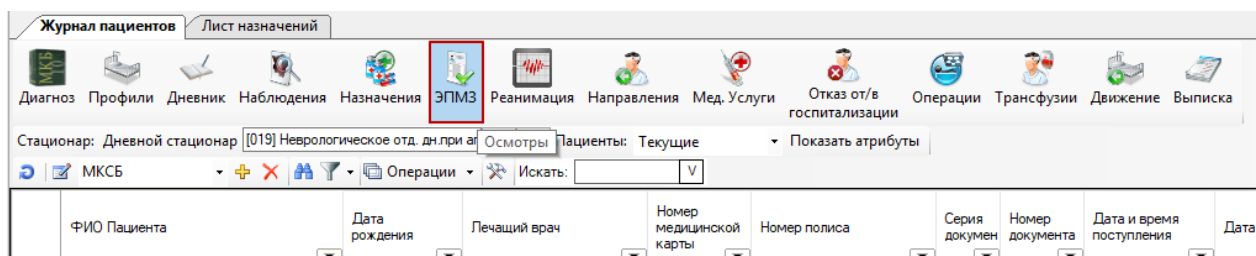 Журнал пациентов Лист назначений
МКБ 10
Диагноз Профили Дневник Наблюдения Назначения ЭПМЗ Реанимация Направления Мед. Услуги Отказ от/в госпитализации Операции Трансфузии Движение Выписка
Стационар: Дневной стационар [019] Неврологическое отд. дн.при Осмотры Пациенты: Текущие Показать атрибуты
МКСБ Операции Искать: V
ФИО Пациента Дата рождения Лечащий врач Номер медицинской карты Номер полиса Серия докумен Номер документа Дата и время поступления Дата